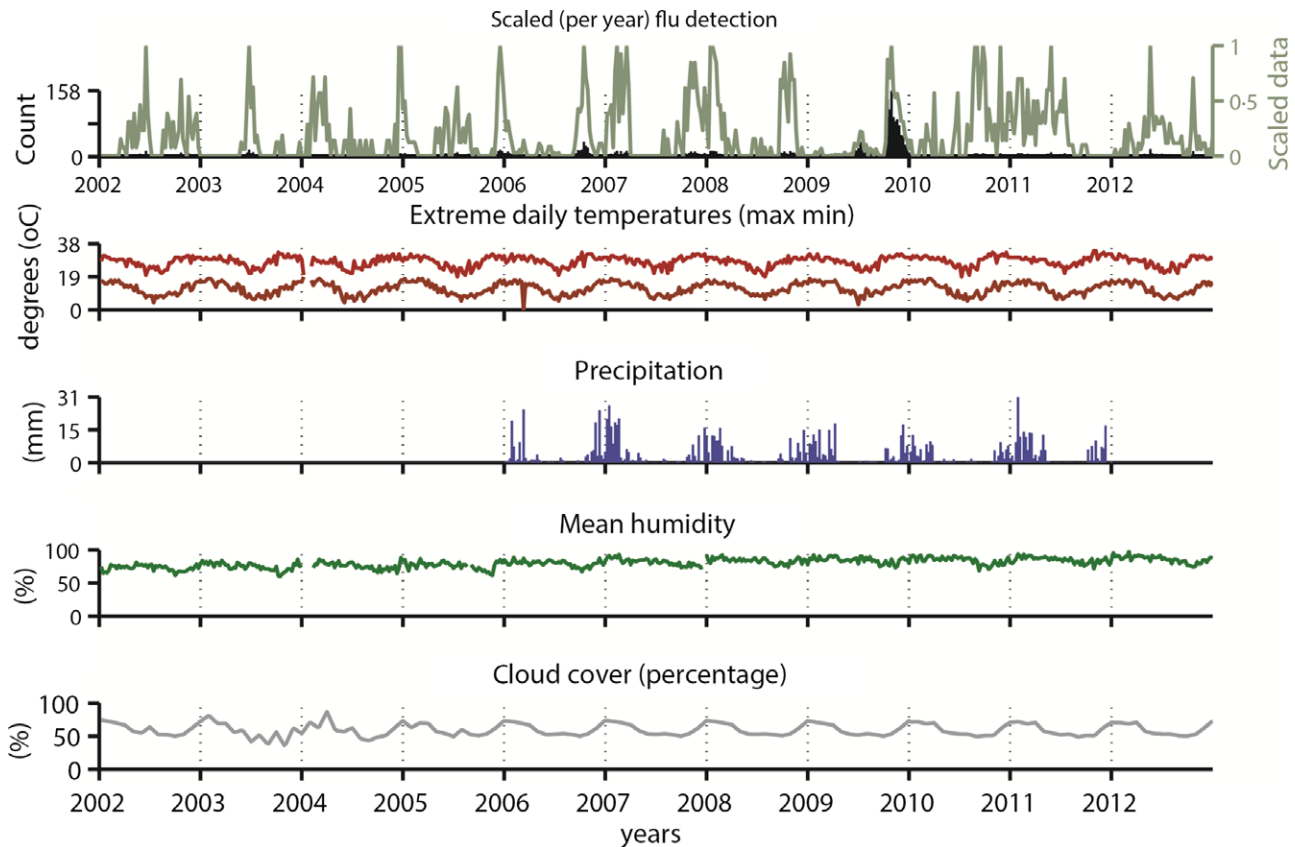 Scaled (per year) flu detection
158
0
Count
1
0·5
0
Scaled data
2002 2003 2004 2005 2006 2007 2008 2009 2010 2011 2012
Extreme daily temperatures (max min)
38
19
0
degrees (oC)
Precipitation
31
15
0
(mm)
Mean humidity
100
50
0
(%)
Cloud cover (percentage)
100
50
0
(%)
2002 2003 2004 2005 2006 2007 2008 2009 2010 2011 2012
years